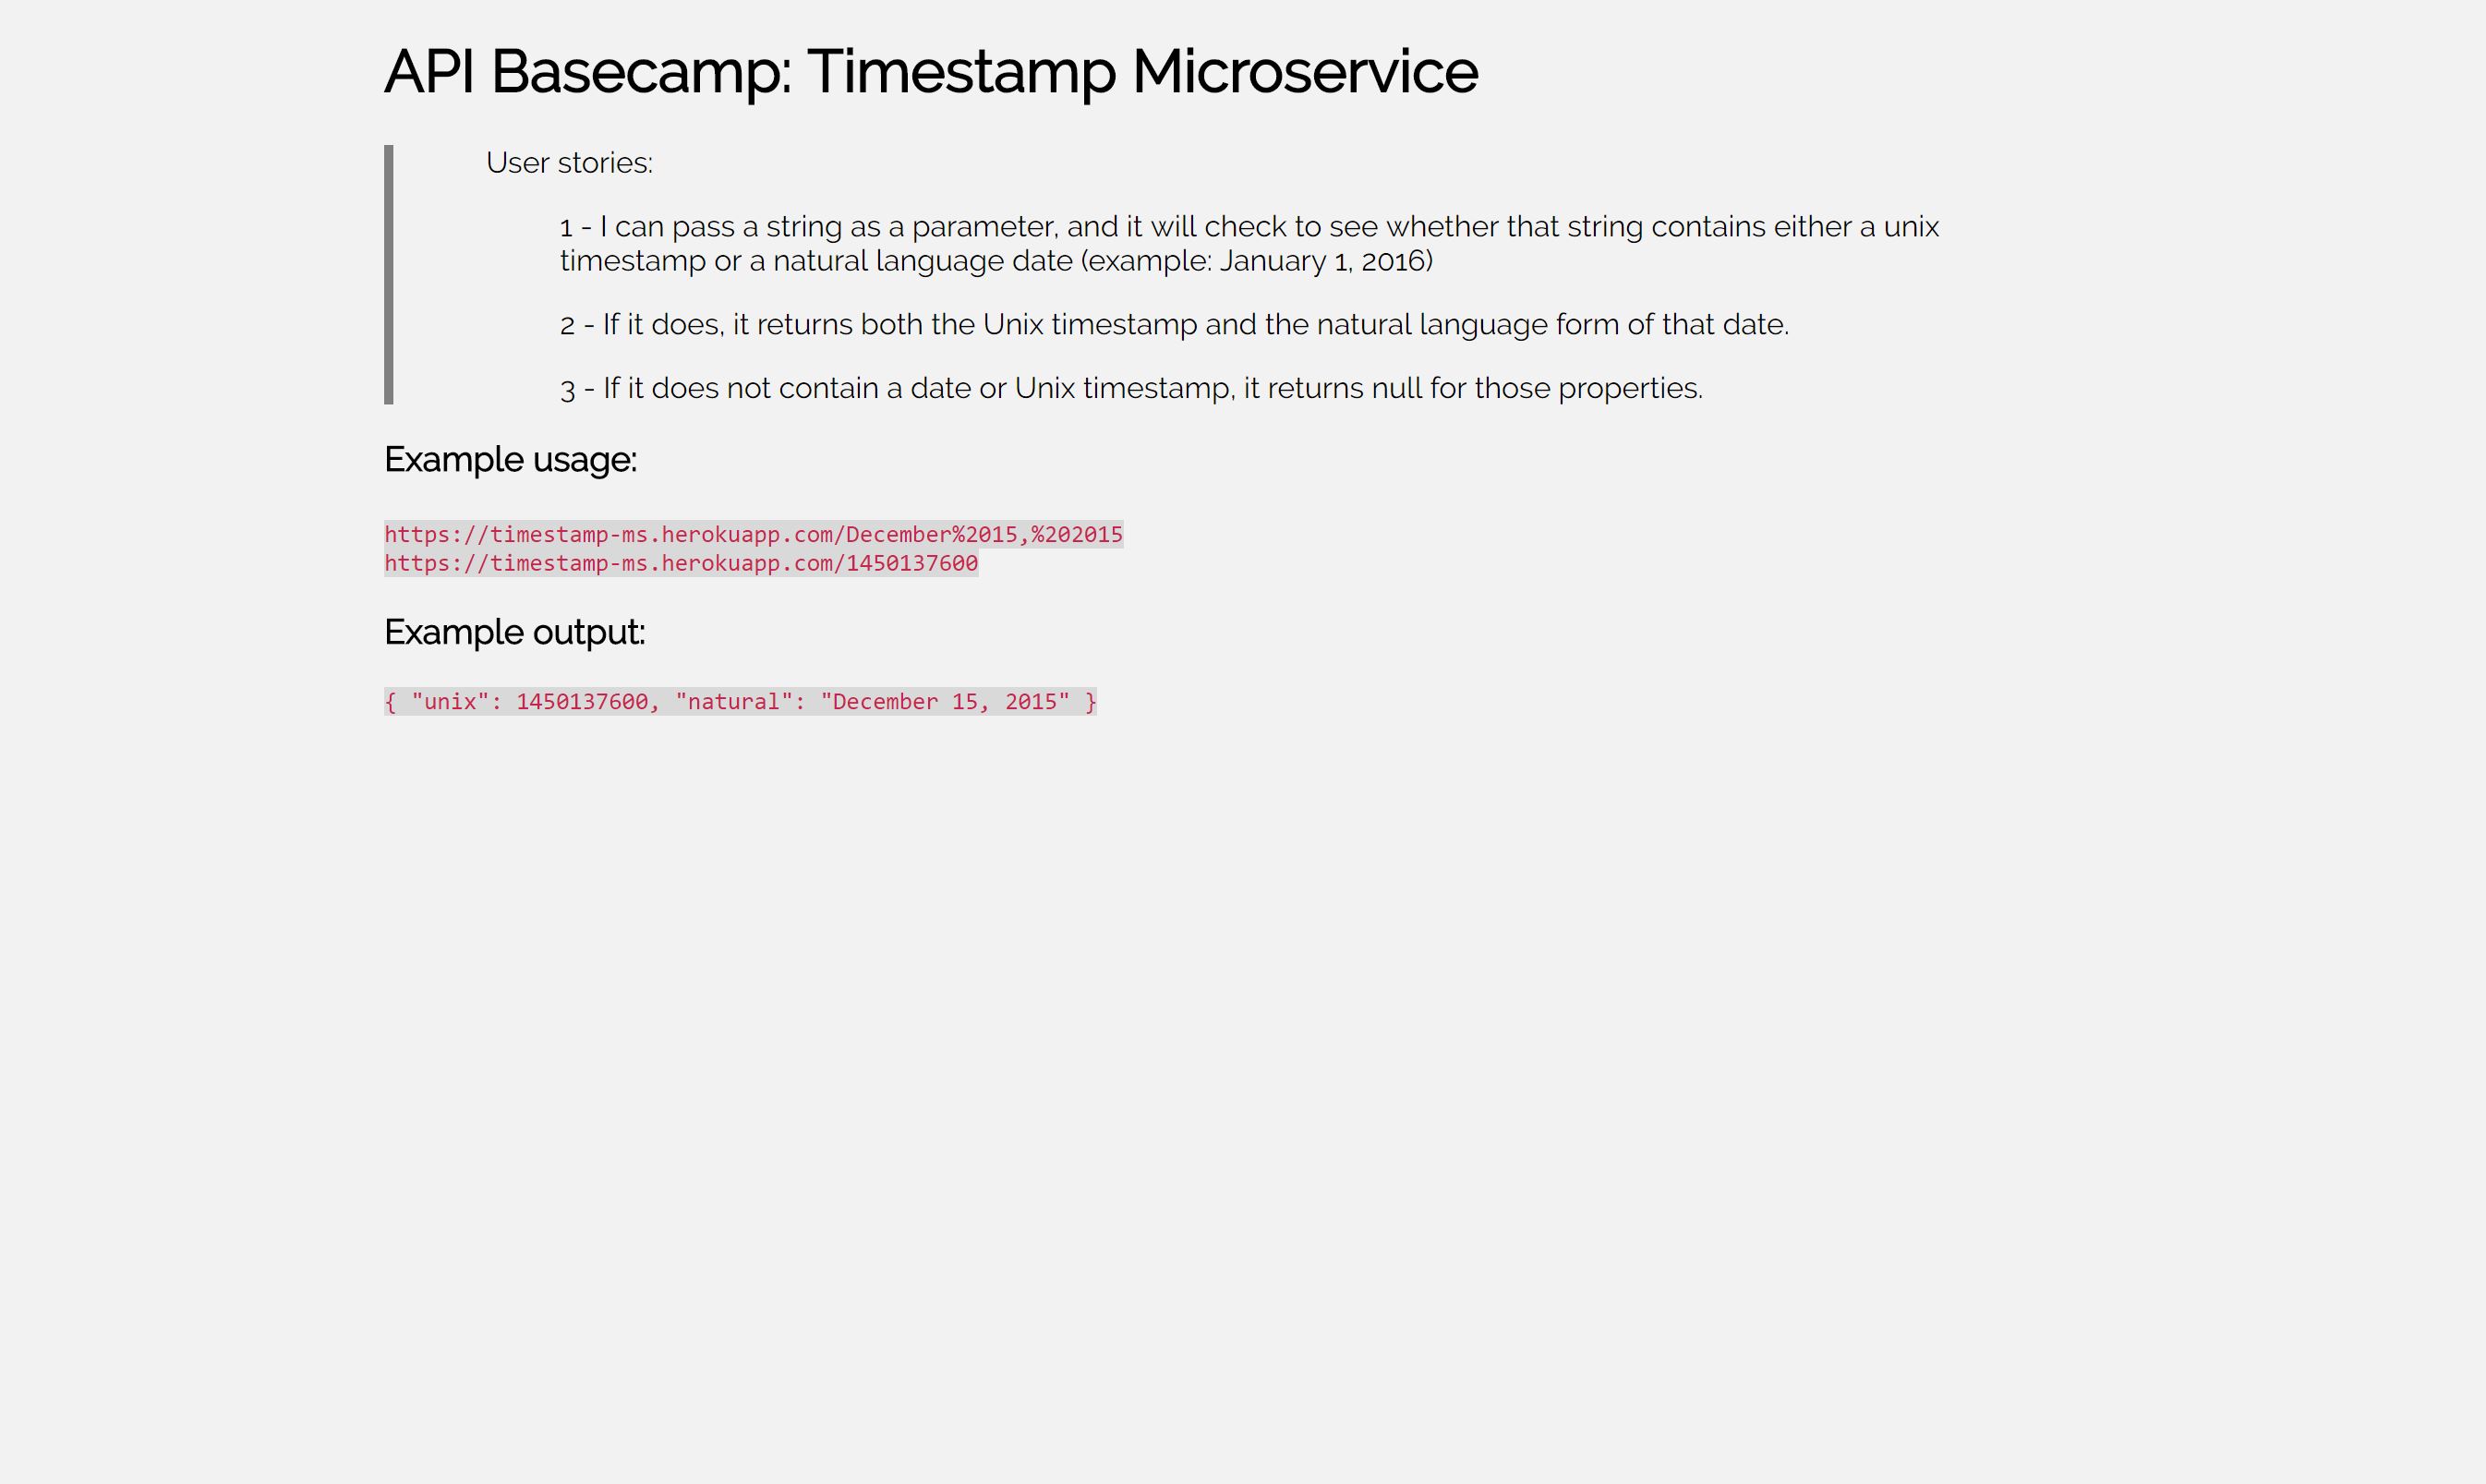 API Basecamp: Timestamp Microservice
User stories:
1 - I can pass a string as a parameter, and it will check to see whether that string contains either a unix
timestamp or a natural language date (example: January 1, 2016)
2 - If it does, it returns both the Unix timestamp and the natural language form of that date.
3 - If it does not contain a date or Unix timestamp, it returns null for those properties.
Example usage:
https://timestamp-ms.herokuapp.com/December%2015,%202015
https://timestamp-ms.herokuapp.com/1450137600
Example output:
{ "unix": 1450137600, "natural": "December 15, 2015" }